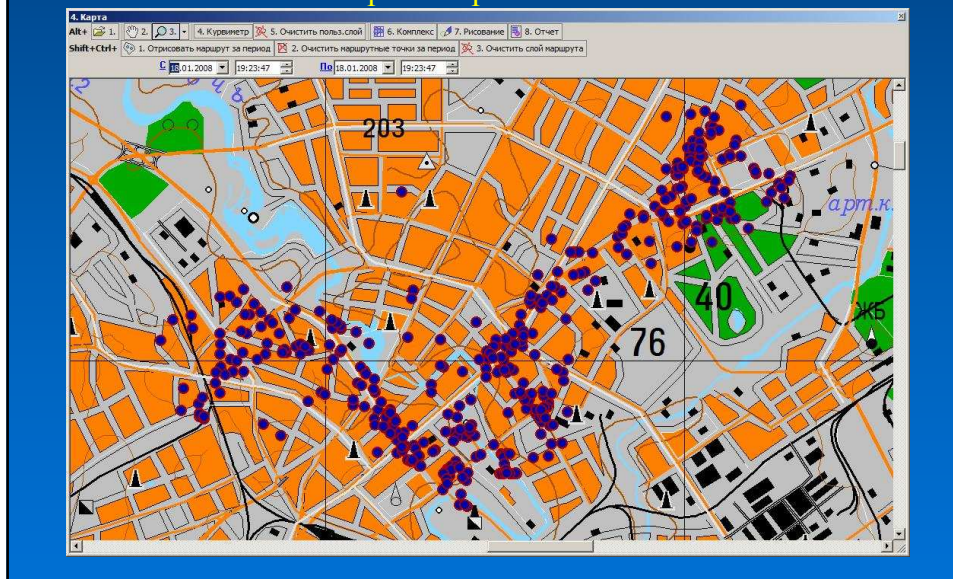 4. Карта
Alt+ 1. 2. 3. 4. Курвиметр 5. Очистить польз.слой 6. Комплекс 7. Рисование 8. Отчет
Shift+Ctrl+ 1. Отрисовать маршрут за период 2. Очистить маршрутные точки за период 3. Очистить слой маршрута
С 18.01.2008 19:23:47 По 18.01.2008 19:23:47
203
арт.к.
40
ЖБ
76